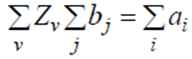 ∑_v Z_v ∑_j b_j = ∑_i a_i